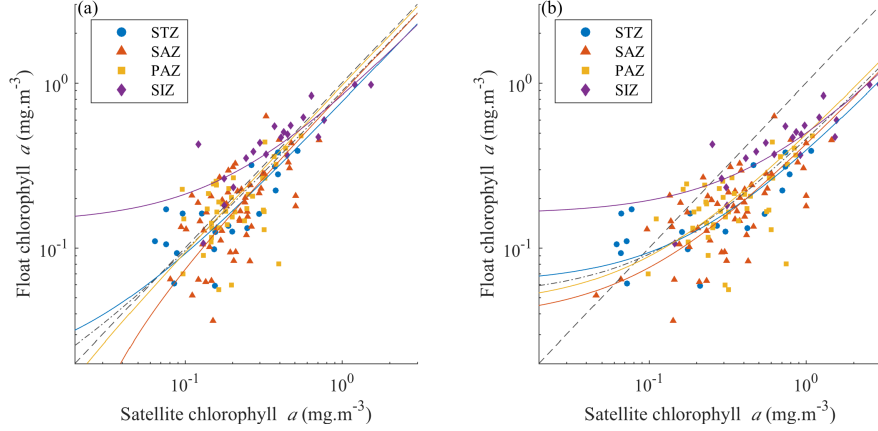 (a)
STZ
SAZ
PAZ
SIZ
Float chlorophyll a (mg.m-3)
10^0
10^-1
10^-1
10^0
Satellite chlorophyll a (mg.m^-3)
(b)
STZ
SAZ
PAZ
SIZ
Float chlorophyll a (mg.m^-3)
10^0
10^-1
10^-1
10^0
Satellite chlorophyll a (mg.m^-3)